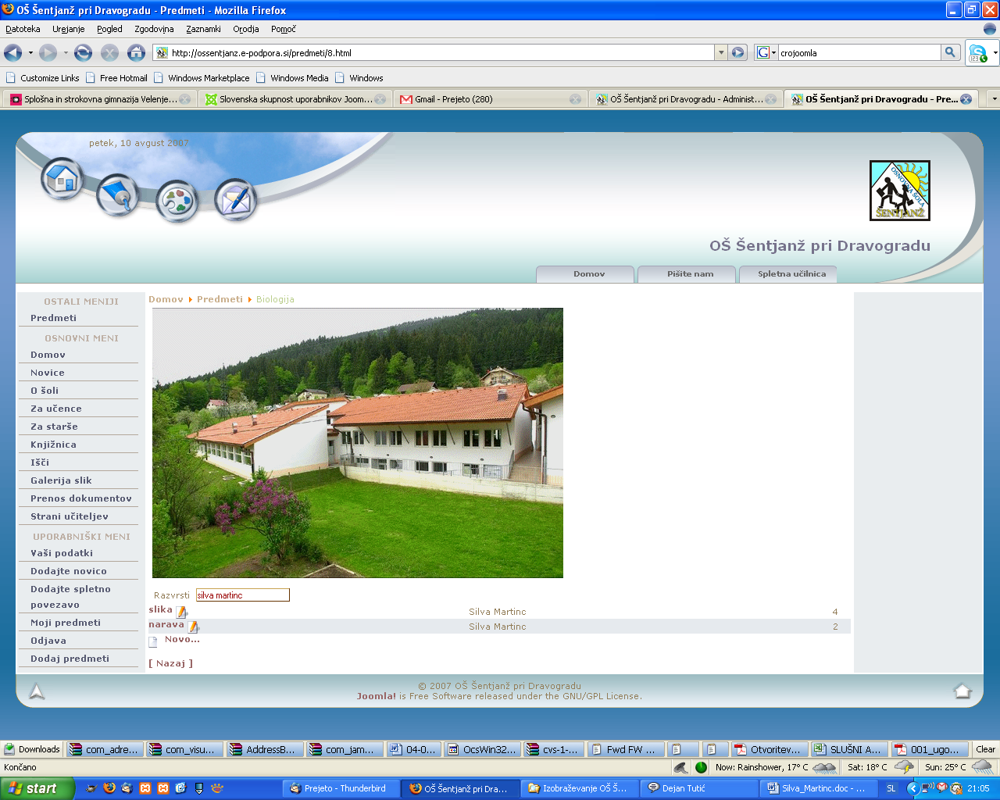 OŠ Šentjanž pri Dravogradu - Predmeti - Mozilla Firefox
Datoteka Urejanje Pogled Zgodovina Zaznamki Orodja Pomoč
http://ossentjanz.e-podpora.si/predmeti/8.html
crojoomla
Customize Links Free Hotmail Windows Marketplace Windows Media Windows
Splošna in strokovna gimnazija Velenje... Slovenska skupnost uporabnikov Joom... Gmail - Prejeto (280) OŠ Šentjanž pri Dravogradu - Administ... OŠ Šentjanž pri Dravogradu - Pre...
petek, 10 avgust 2007
OSNOVNA ŠOLA
ŠENTJANŽ
OŠ Šentjanž pri Dravogradu
Domov Pišite nam Spletna učilnica
OSTALI MENIJI
Predmeti
OSNOVNI MENI
Domov
Novice
O šoli
Za učence
Za starše
Knjižnica
Išči
Galerija slik
Prenos dokumentov
Strani učiteljev
UPORABNIŠKI MENI
Vaši podatki
Dodajte novico
Dodajte spletno
povezavo
Moji predmeti
Odjava
Dodaj predmeti
Domov Predmeti Biologija
Razvrsti silva martinc
slika Silva Martinc 4
narava Silva Martinc 2
Novo...
[ Nazaj ]
© 2007 OŠ Šentjanž pri Dravogradu
Joomla! is Free Software released under the GNU/GPL License.
Downloads com_adre... com_visu... AddressB... com_jam... 04-0... OcsWin32... cvs-1-... Fwd FW ... Otvoritev... SLUŠNI A... 001_ugo... Clear
Končano Now: Rainshower, 17° C Sat: 18° C Sun: 25° C
start Prejeto - Thunderbird OŠ Šentjanž pri Dra... Izobraževanje OŠ Š... Dejan Tutić Silva_Martinc.doc - ... SL 21:05